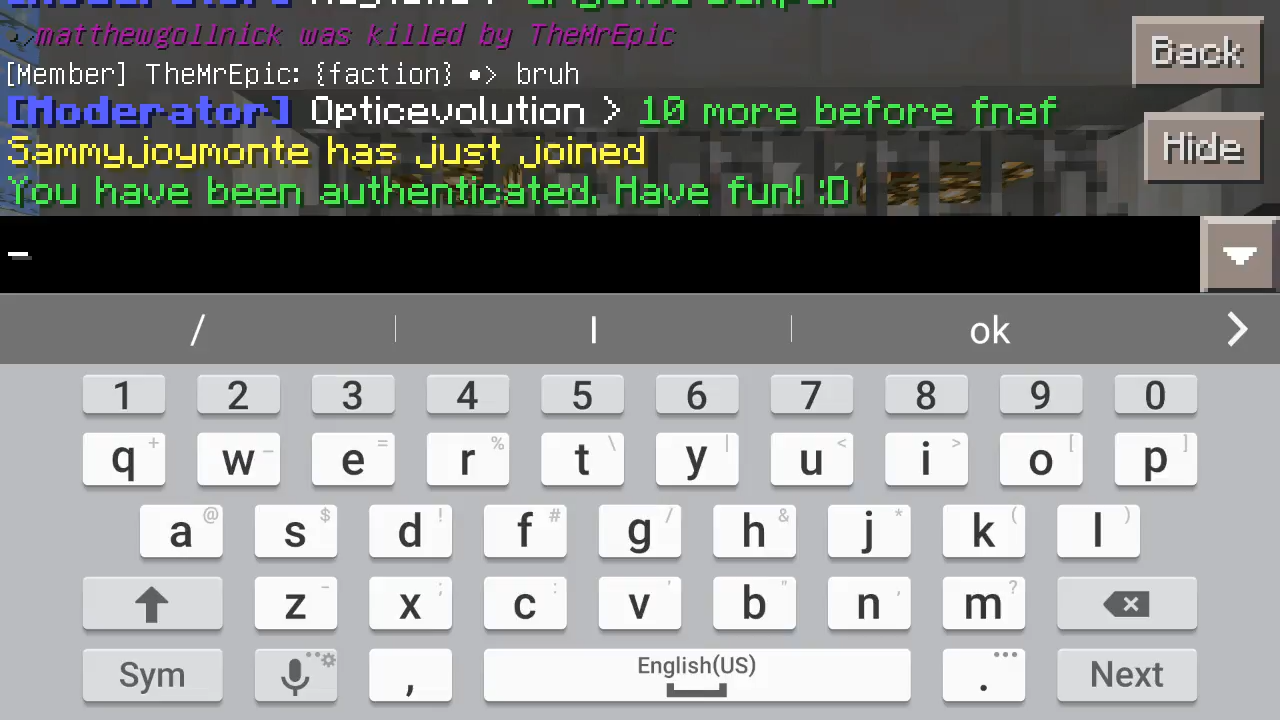 [Moderator]
matthewgollnick was killed by TheMrEpic
[Member] TheMrEpic: {faction} •> bruh
[Moderator] Opticevolution > 10 more before fnaf
Sammyjoymonte has just joined
You have been authenticated. Have fun! :D
Back
Hide
/ | ok
1 2 3 4 5 6 7 8 9 0
q + w _ e = r % t \ y | u < i > o [ p ]
a @ s $ d ! f # g / h & j * k ( l )
z - x ; c : v ' b " n , m ?
Sym , English(US) . Next